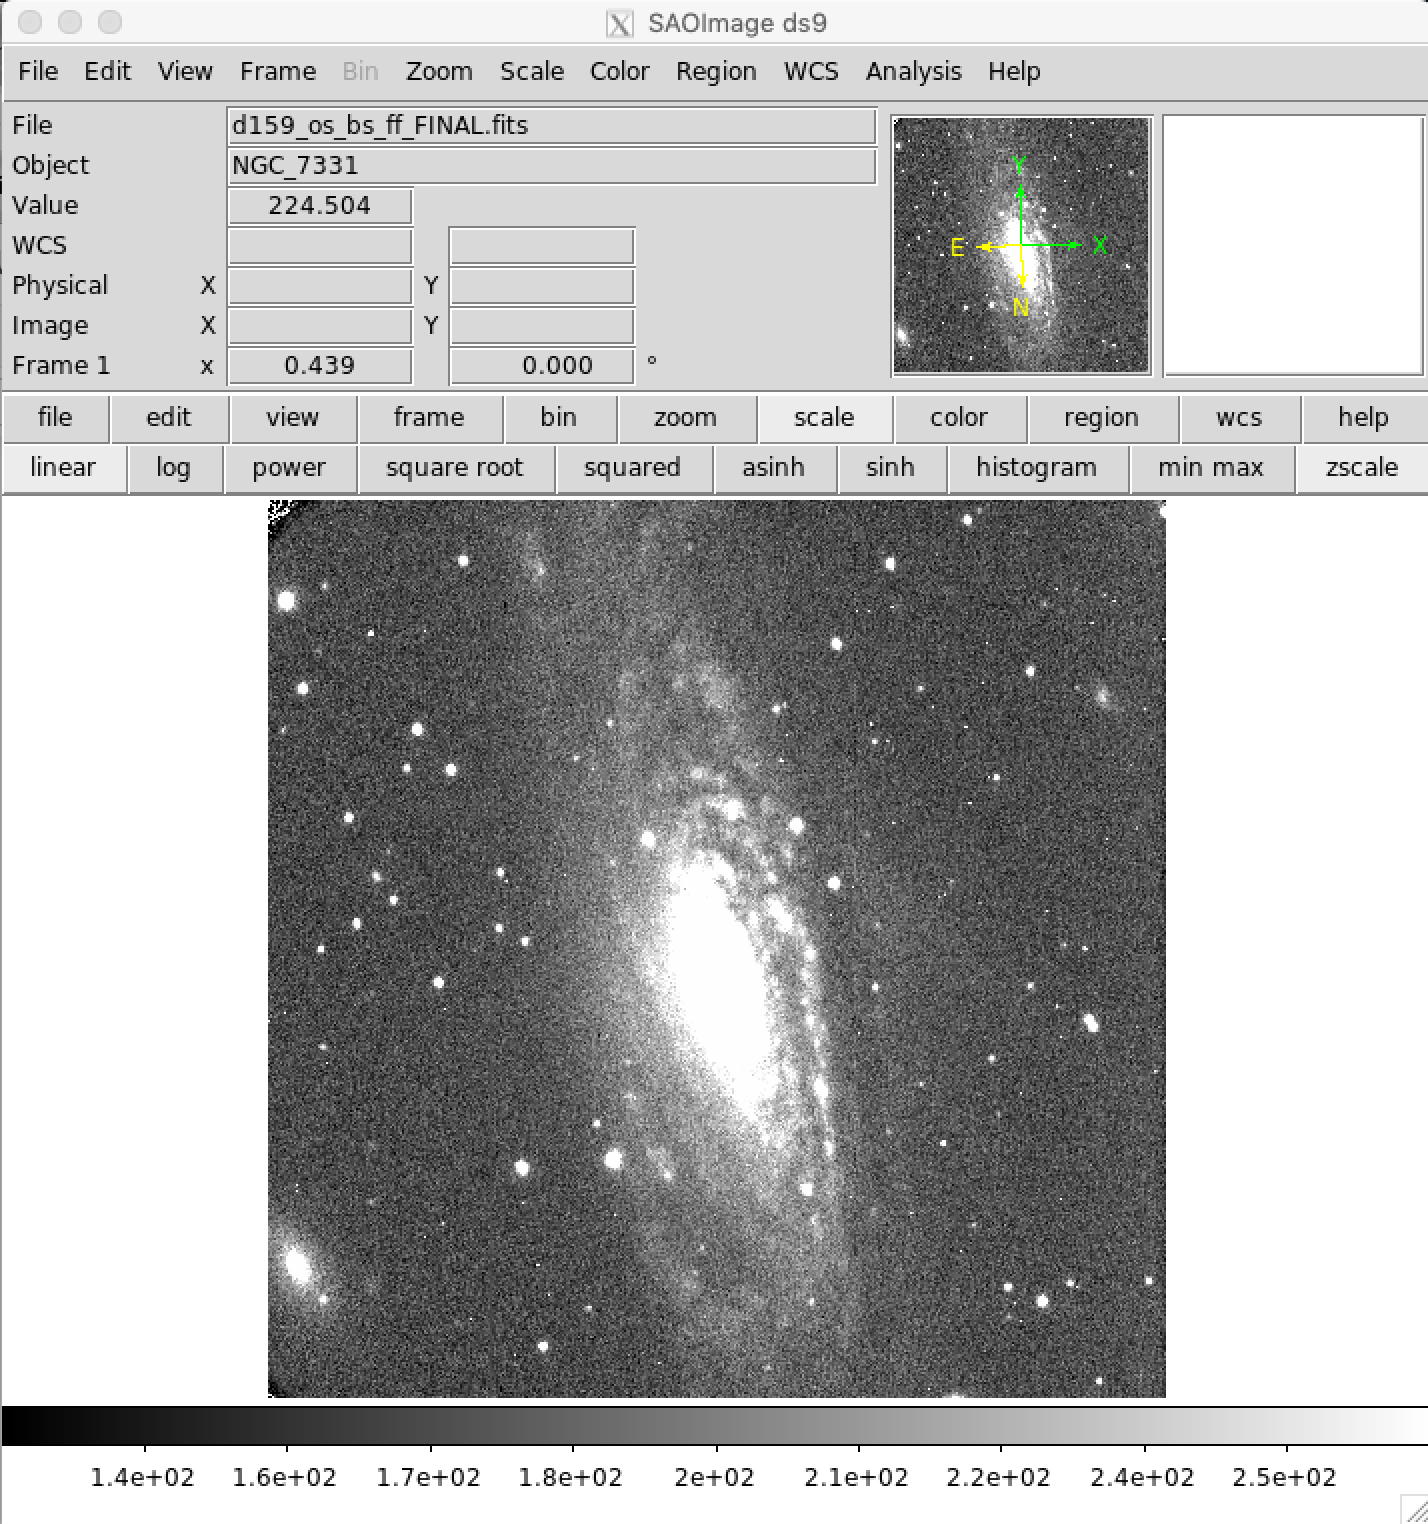 SAOImage ds9
File Edit View Frame Bin Zoom Scale Color Region WCS Analysis Help
File d159_os_bs_ff_FINAL.fits
Object NGC_7331
Value 224.504
WCS
Physical X Y
Image X Y
Frame 1 x 0.439 0.000 °
Y
E X
N
file edit view frame bin zoom scale color region wcs help
linear log power square root squared asinh sinh histogram min max zscale
1.4e+02 1.6e+02 1.7e+02 1.8e+02 2e+02 2.1e+02 2.2e+02 2.4e+02 2.5e+02